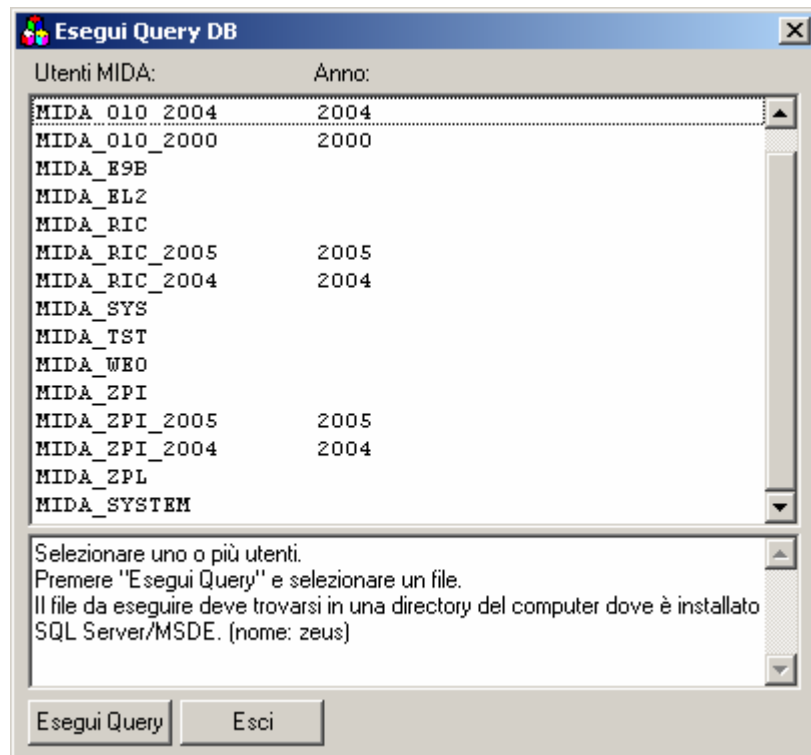 Esegui Query DB
Utenti MIDA: Anno:
MIDA_010_2004 2004
MIDA_010_2000 2000
MIDA_E9B
MIDA_EL2
MIDA_RIC
MIDA_RIC_2005 2005
MIDA_RIC_2004 2004
MIDA_SYS
MIDA_TST
MIDA_WEO
MIDA_ZPI
MIDA_ZPI_2005 2005
MIDA_ZPI_2004 2004
MIDA_ZPL
MIDA_SYSTEM
Selezionare uno o più utenti.
Premere "Esegui Query" e selezionare un file.
Il file da eseguire deve trovarsi in una directory del computer dove è installato
SQL Server/MSDE. (nome: zeus)
Esegui Query Esci